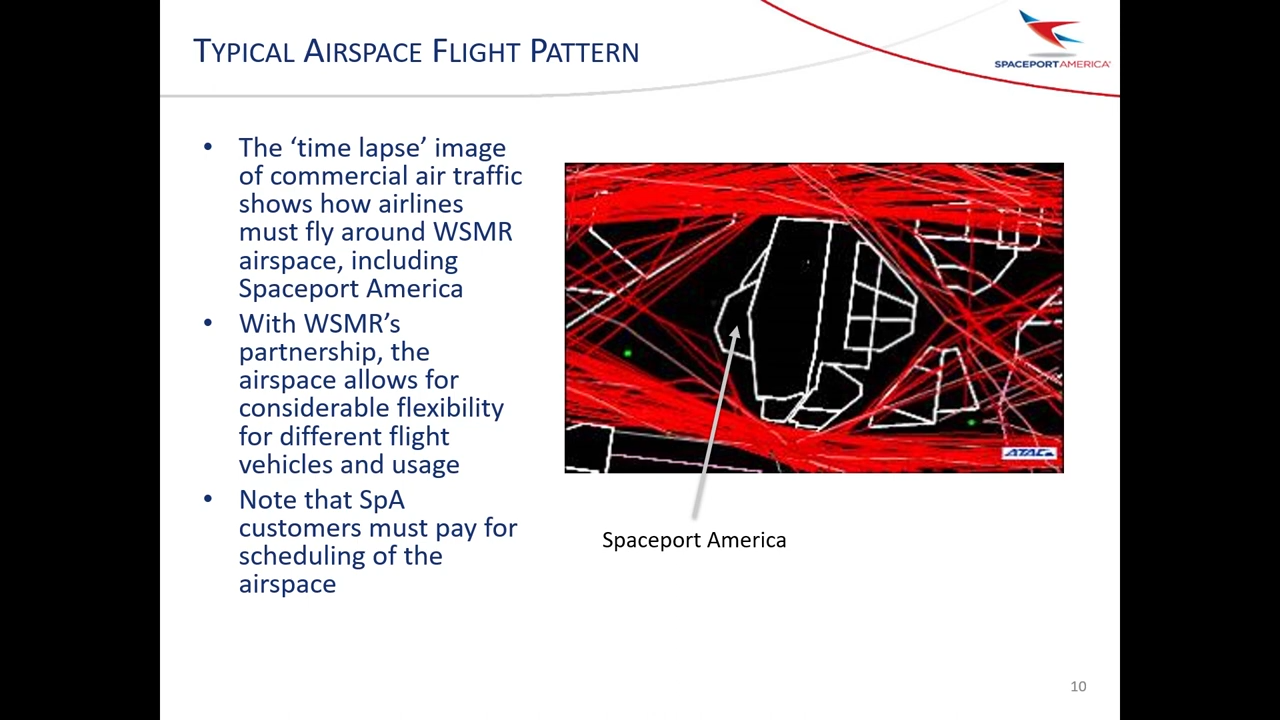 TYPICAL AIRSPACE FLIGHT PATTERN
SPACEPORTAMERICA
• The ‘time lapse’ image
of commercial air traffic
shows how airlines
must fly around WSMR
airspace, including
Spaceport America
• With WSMR’s
partnership, the
airspace allows for
considerable flexibility
for different flight
vehicles and usage
• Note that SpA
customers must pay for
scheduling of the
airspace
ATAC
Spaceport America
10